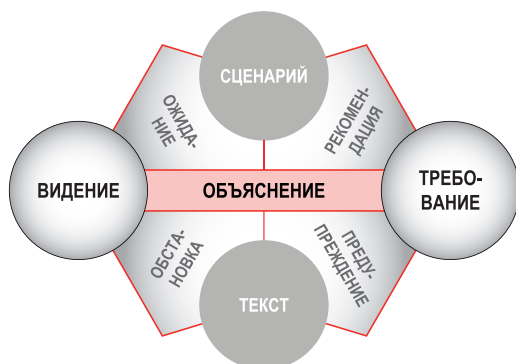 СЦЕНАРИЙ
ОЖИДА-
НИЕ
РЕКОМЕН-
ДАЦИЯ
ВИДЕНИЕ
ОБЪЯСНЕНИЕ
ТРЕБО-
ВАНИЕ
ОБСТА-
НОВКА
ПРЕДУ-
ПРЕЖДЕНИЕ
ТЕКСТ